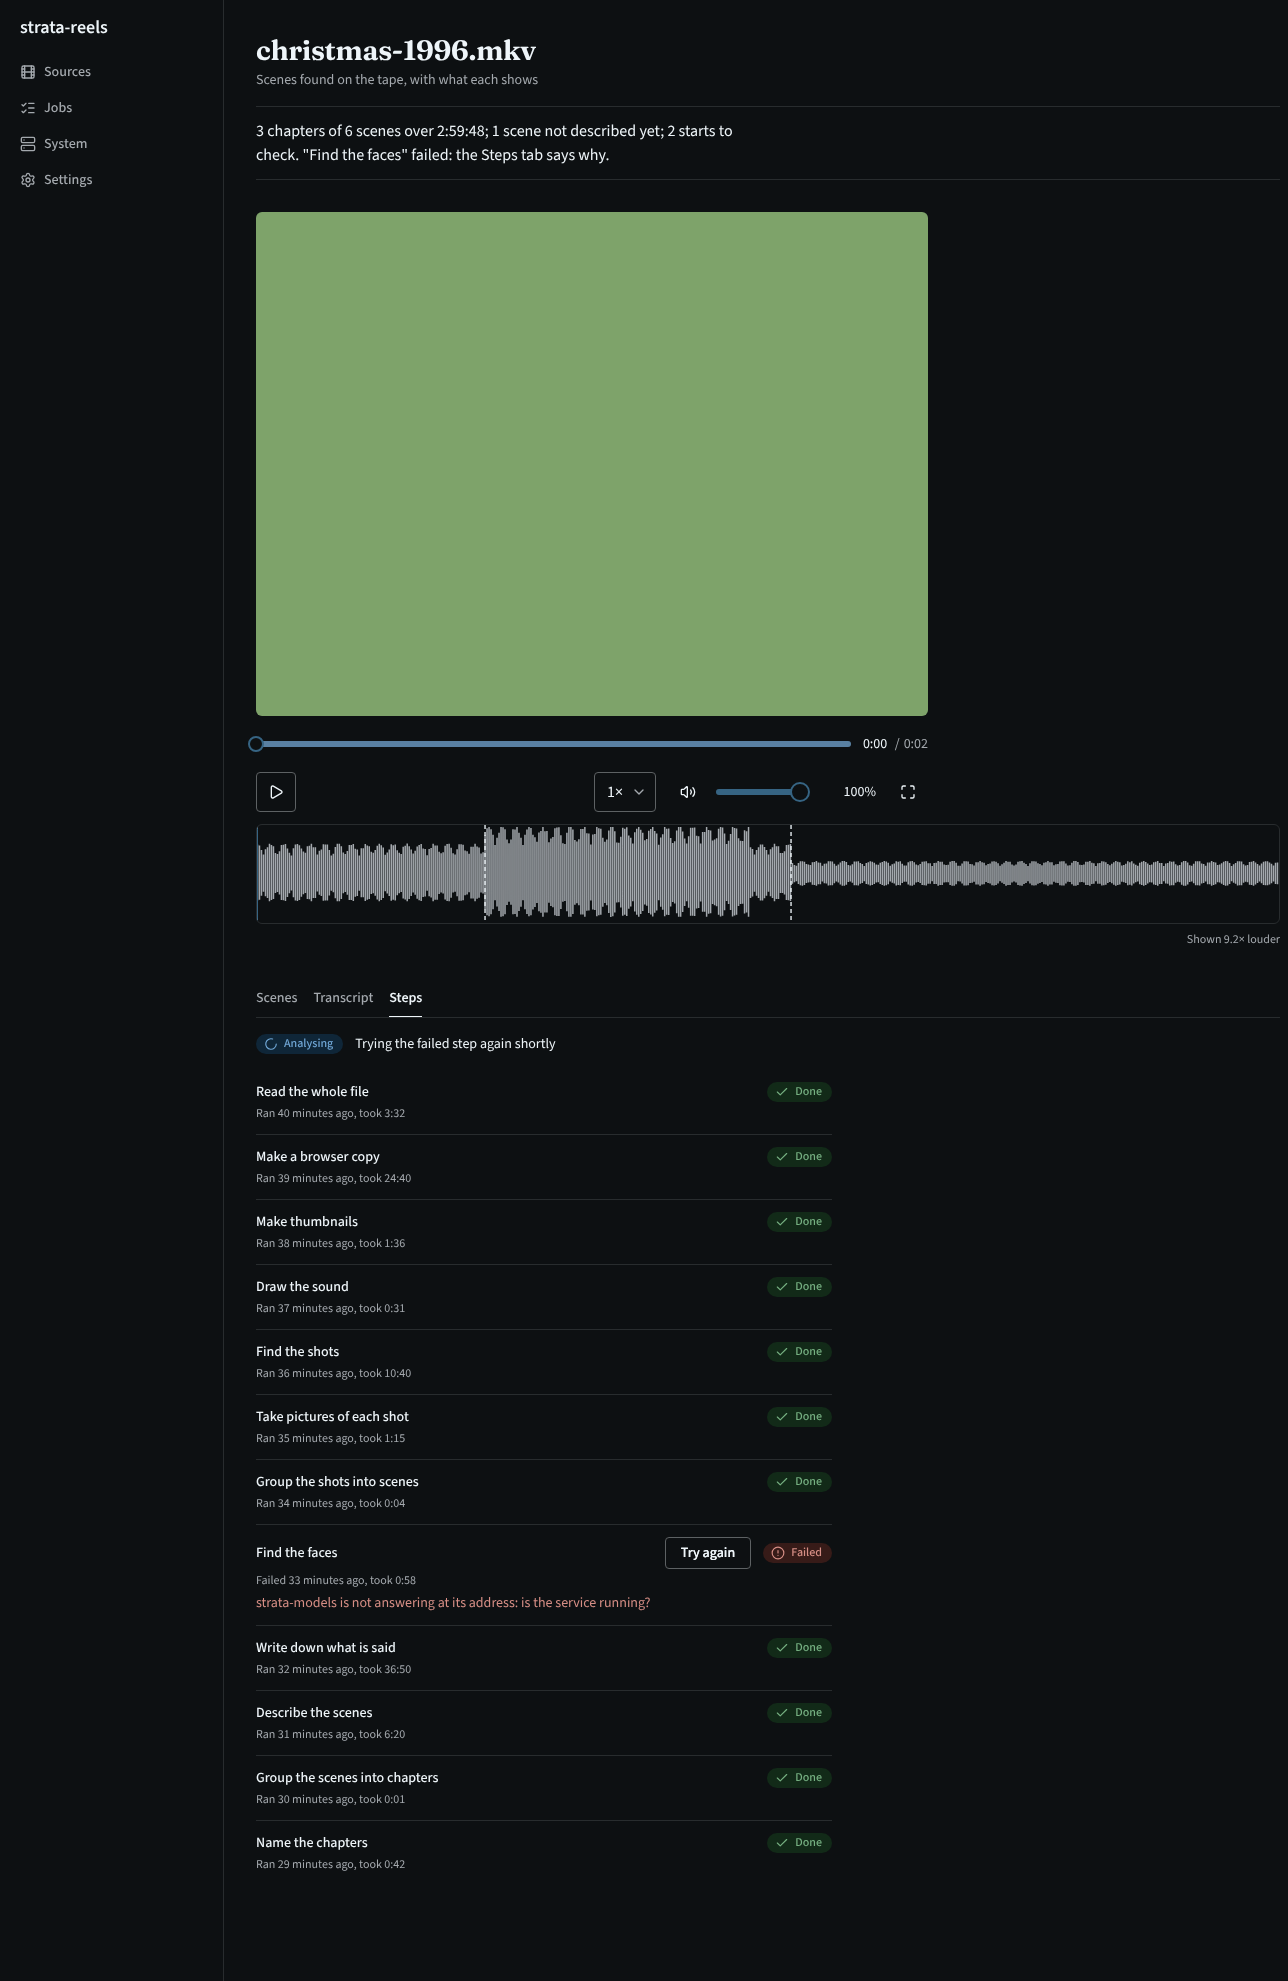 strata-reels
Sources
Jobs
System
Settings
christmas-1996.mkv
Scenes found on the tape, with what each shows
3 chapters of 6 scenes over 2:59:48; 1 scene not described yet; 2 starts to
check. "Find the faces" failed: the Steps tab says why.
0:00 / 0:02
1×
100%
Shown 9.2× louder
Scenes Transcript Steps
Analysing Trying the failed step again shortly
Read the whole file Done
Ran 40 minutes ago, took 3:32
Make a browser copy Done
Ran 39 minutes ago, took 24:40
Make thumbnails Done
Ran 38 minutes ago, took 1:36
Draw the sound Done
Ran 37 minutes ago, took 0:31
Find the shots Done
Ran 36 minutes ago, took 10:40
Take pictures of each shot Done
Ran 35 minutes ago, took 1:15
Group the shots into scenes Done
Ran 34 minutes ago, took 0:04
Find the faces Try again Failed
Failed 33 minutes ago, took 0:58
strata-models is not answering at its address: is the service running?
Write down what is said Done
Ran 32 minutes ago, took 36:50
Describe the scenes Done
Ran 31 minutes ago, took 6:20
Group the scenes into chapters Done
Ran 30 minutes ago, took 0:01
Name the chapters Done
Ran 29 minutes ago, took 0:42